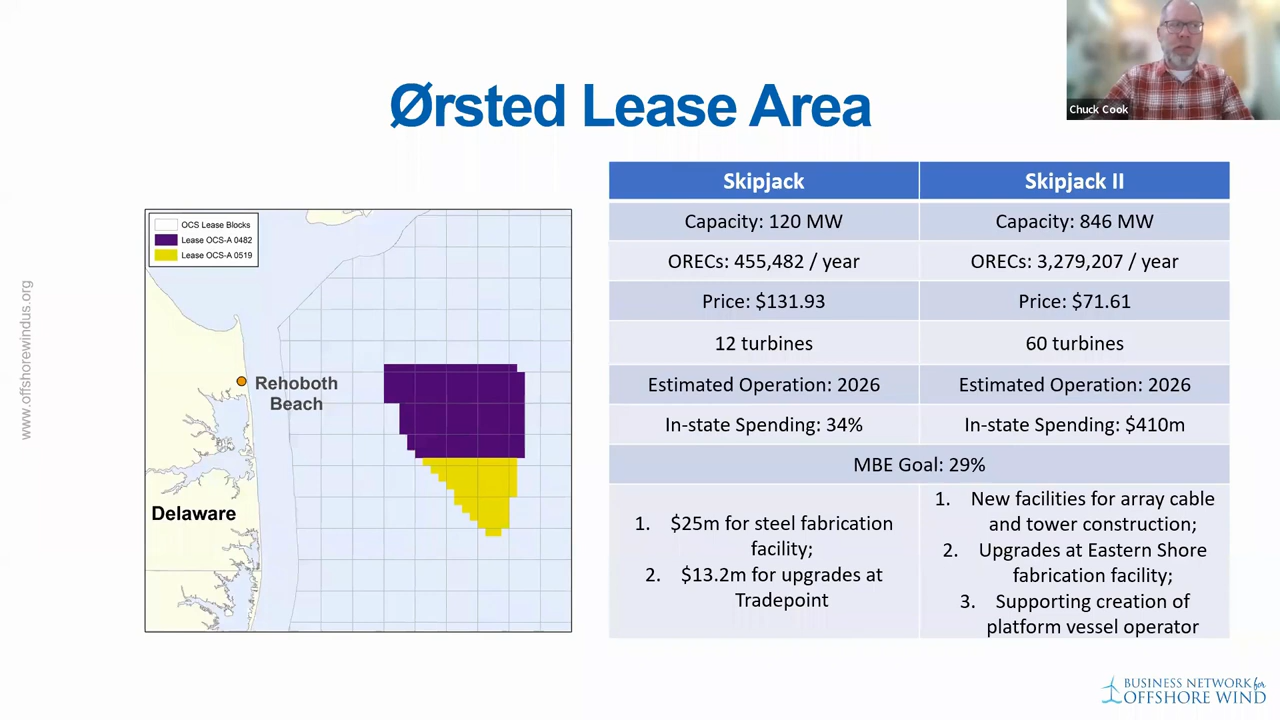 Chuck Cook
Ørsted Lease Area
www.offshorewindus.org
OCS Lease Blocks
Lease OCS-A 0482
Lease OCS-A 0519
Rehoboth
Beach
Delaware
Skipjack
Skipjack II
Capacity: 120 MW
Capacity: 846 MW
ORECs: 455,482 / year
ORECs: 3,279,207 / year
Price: $131.93
Price: $71.61
12 turbines
60 turbines
Estimated Operation: 2026
Estimated Operation: 2026
In-state Spending: 34%
In-state Spending: $410m
MBE Goal: 29%
1. $25m for steel fabrication
facility;
2. $13.2m for upgrades at
Tradepoint
1. New facilities for array cable
and tower construction;
2. Upgrades at Eastern Shore
fabrication facility;
3. Supporting creation of
platform vessel operator
BUSINESS NETWORK for
OFFSHORE WIND